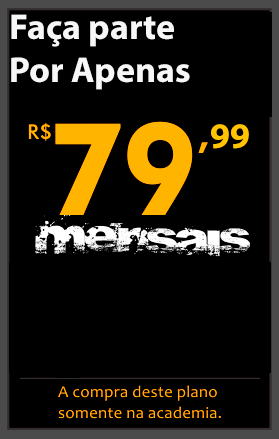 Faça parte
Por Apenas
R$79,99
mensais
A compra deste plano
somente na academia.